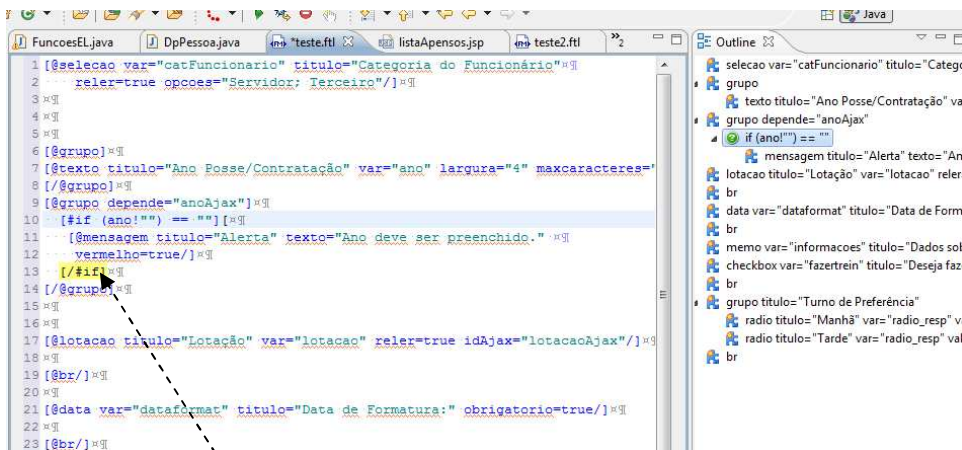 Java
FuncoesEL.java DpPessoa.java *teste.ftl listaApensos.jsp teste2.ftl »2 Outline
1 [@selecao var="catFuncionario" titulo="Categoria do Funcionário"¤¶
2 reler=true opcoes="Servidor; Terceiro"/]¤¶
3 ¤¶
4 ¤¶
5 ¤¶
6 [@grupo]¤¶
7 [@texto titulo="Ano Posse/Contratação" var="ano" largura="4" maxcaracteres="
8 [/@grupo]¤¶
9 [@grupo depende="anoAjax"]¤¶
10 [#if (ano!"") == ""][¤¶
11 [@mensagem titulo="Alerta" texto="Ano deve ser preenchido." ¤¶
12 vermelho=true/]¤¶
13 [/#if]¤¶
14 [/@grupo]¤¶
15 ¤¶
16 ¤¶
17 [@lotacao titulo="Lotação" var="lotacao" reler=true idAjax="lotacaoAjax"/]¤¶
18 ¤¶
19 [@br/]¤¶
20 ¤¶
21 [@data var="dataformat" titulo="Data de Formatura:" obrigatorio=true/]¤¶
22 ¤¶
23 [@br/]¤¶
selecao var="catFuncionario" titulo="Catego
grupo
texto titulo="Ano Posse/Contratação" va
grupo depende="anoAjax"
if (ano!"") == ""
mensagem titulo="Alerta" texto="An
lotacao titulo="Lotação" var="lotacao" reler
br
data var="dataformat" titulo="Data de Form
br
memo var="informacoes" titulo="Dados sob
checkbox var="fazertrein" titulo="Deseja faze
br
grupo titulo="Turno de Preferência"
radio titulo="Manhã" var="radio_resp" v
radio titulo="Tarde" var="radio_resp" val
br